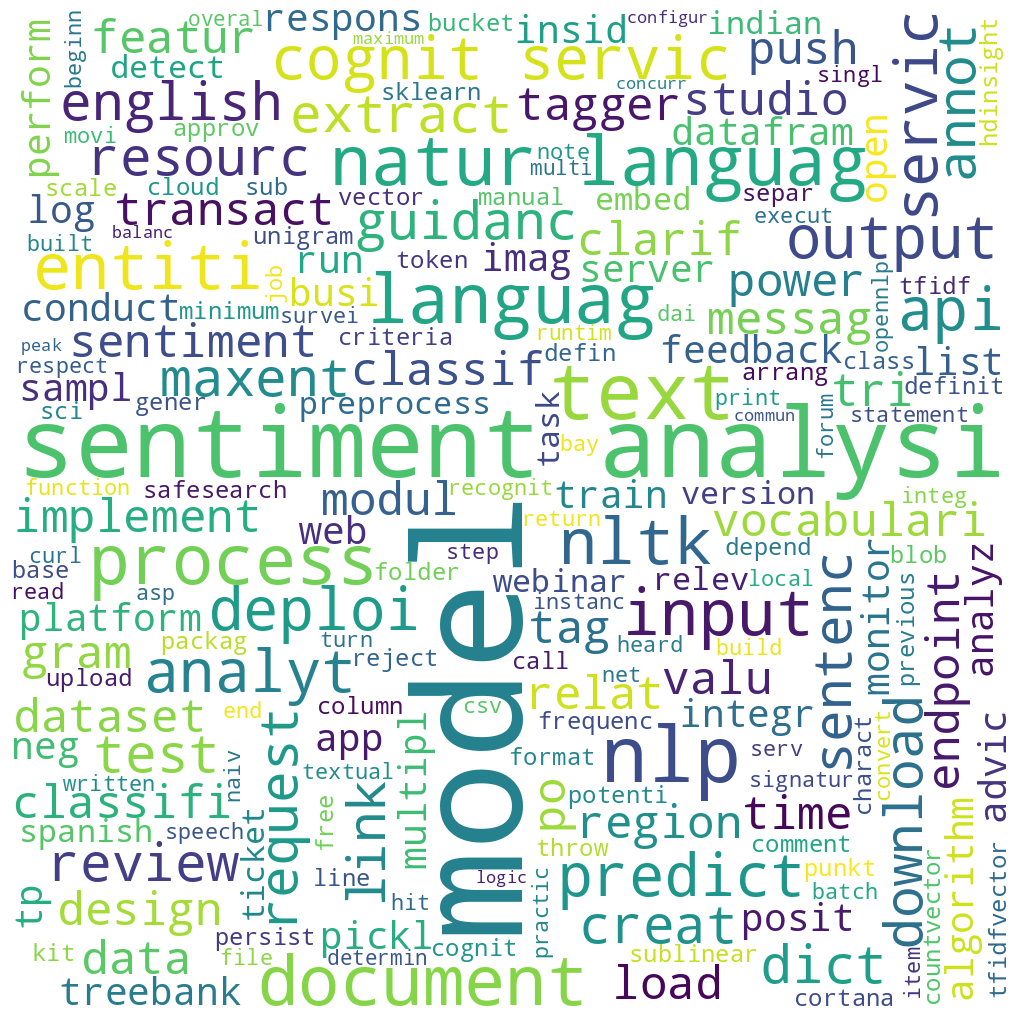 overal
respons
bucket
configur
indian
beginn
featur
maximum
insid
push
servic
annot
detect
cognit servic
singl
hdinsight
perform
english
sklearn
concurr
extract
tagger
studio
movi
approv
datafram
open
resourc
natur languag
note
multi
scale
cloud
sub
vector
manual
embed
separ
log
transact
guidanc
execut
built
balanc
unigram
clarif
output
entiti
run
token
imag
server
power
tfidf
job
busi
languag
opennlp
conduct
minimum
survei
criteria
dai
messag
api
peak
sentiment
runtim
defin
feedback
class
list
respect
maxent
classif
arrang
sampl
gener
preprocess
text
tri
definit
sci
task
print
commun
forum
statement
sentiment analysi
bay
function
safesearch
recognit
train
version
integ
implement
modul
web
return
nltk
vocabulari
curl
process
step
depend
blob
base
folder
webinar
relev
local
read
asp
instanc
sentenc
monitor
previous
endpoint
analyz
platform
deploi
model
tag
input
gram
packag
turn
heard
build
upload
analyt
reject
call
net
relat
valu
download
dataset
end
column
csv
frequenc
integr
neg
test
request
app
format
nlp
serv
charact
convert
advic
written
naiv
textual
multipl
po
potenti
signatur
classifi
link
free
region
time
algorithm
spanish
speech
ticket
throw
comment
review
line
logic
predict
punkt
tp
hit
practic
batch
countvector
tfidfvector
design
persist
pickl
cognit
creat
posit
kit
data
file
determin
sublinear
dict
item
treebank
document
load
cortana